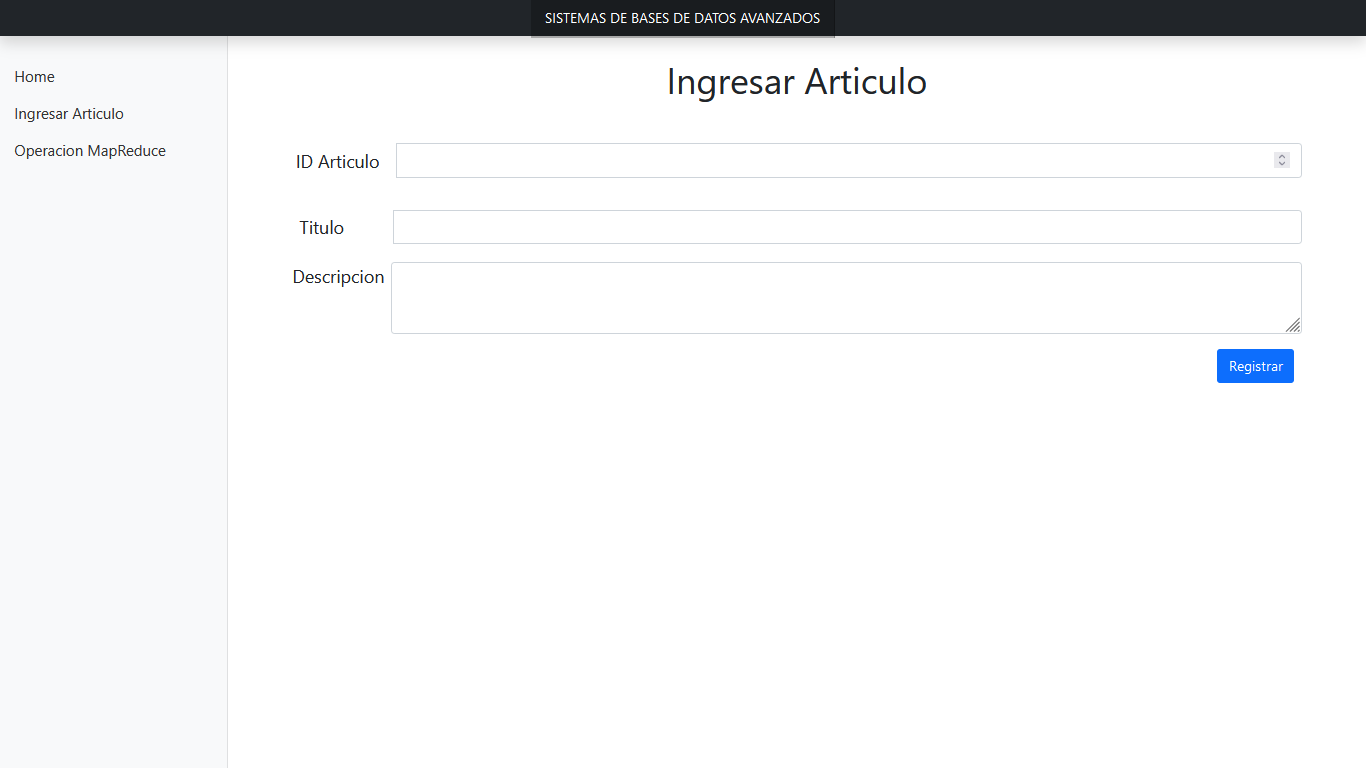 SISTEMAS DE BASES DE DATOS AVANZADOS
Home
Ingresar Articulo
Operacion MapReduce
Ingresar Articulo
ID Articulo
Titulo
Descripcion
Registrar